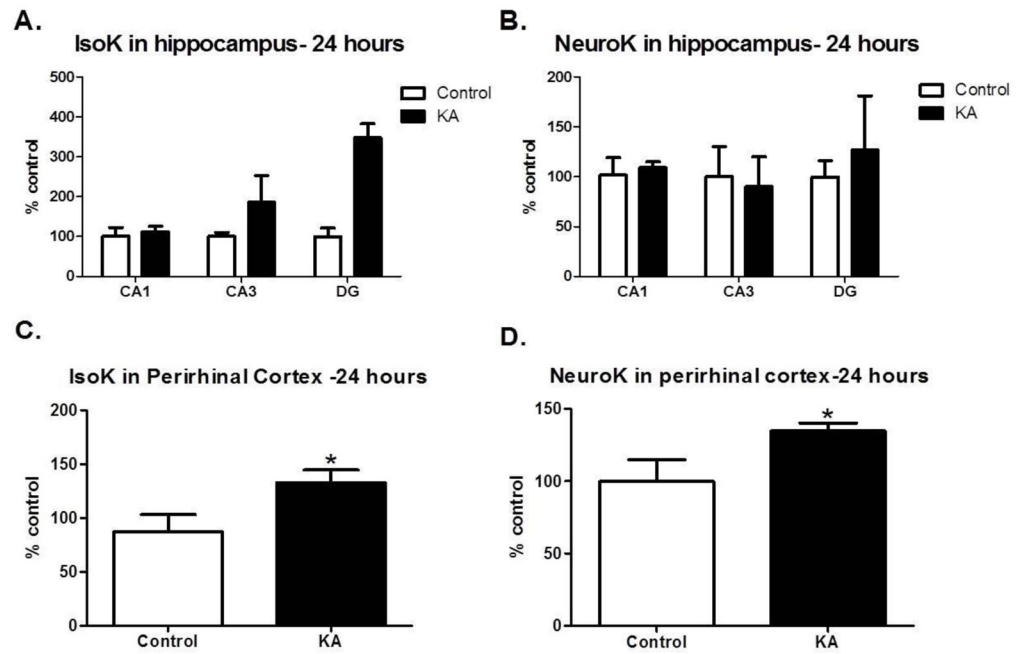 A.
IsoK in hippocampus- 24 hours
500
400
300
200
100
0
% control
Control
KA
CA1 CA3 DG
B.
NeuroK in hippocampus- 24 hours
200
150
100
50
0
% control
Control
KA
CA1 CA3 DG
C.
IsoK in Perirhinal Cortex -24 hours
200
150
100
50
0
% control
*
Control KA
D.
NeuroK in perirhinal cortex-24 hours
150
100
50
0
% control
*
Control KA